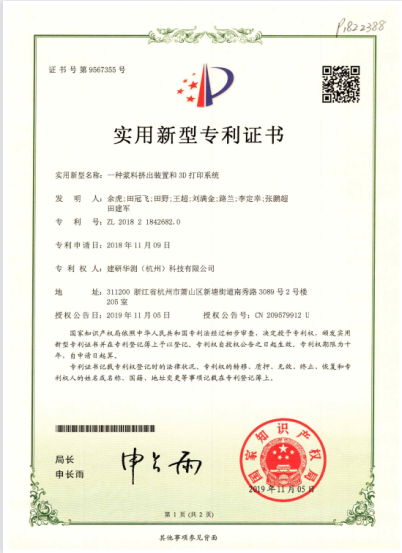 Pi822388
证书号第9567355号
实用新型专利证书
实用新型名称：一种浆料挤出装置和3D打印系统
发 明 人：余虎;田冠飞;田野;王超;刘满金;路兰;李定幸;张鹏超
田建军
专 利 号：ZL 2018 2 1842682.0
专利申请日：2018年11月09日
专 利 权 人：建研华测（杭州）科技有限公司
地 址：311200 浙江省杭州市萧山区新塘街道南秀路3089号2号楼
205室
授权公告日：2019年11月05日 授权公告号：CN 209579912 U
国家知识产权局依照中华人民共和国专利法经过初步审查，决定授予专利权，颁发实用
新型专利证书并在专利登记簿上予以登记。专利权自授权公告之日起生效。专利权期限为十
年，自申请日起算。
专利证书记载专利权登记时的法律状况。专利权的转移、质押、无效、终止、恢复和专
利权人的姓名或名称、国籍、地址变更等事项记载在专利登记簿上。
局长
申长雨
申长雨
国家知识产权局
2019年11月05日
第 1 页 (共 2 页)
其他事项参见背面